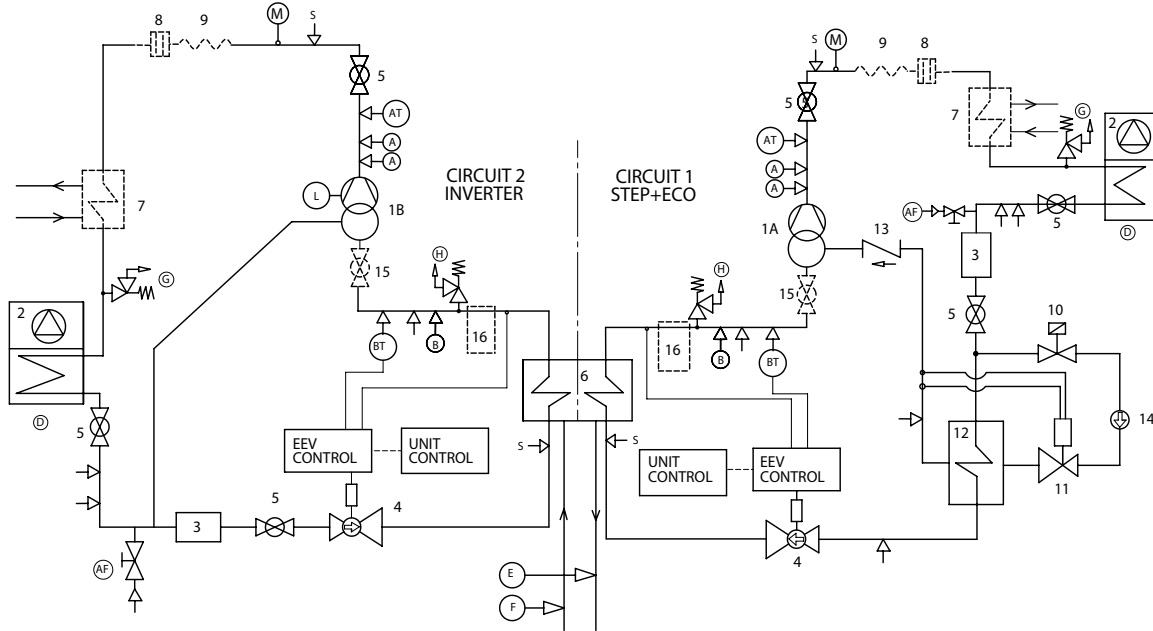 8
9
M
S
5
AT
A
A
L
1B
15
H
7
G
2
D
5
16
BT
B
EEV
CONTROL
UNIT
CONTROL
3
5
4
AF
CIRCUIT 2
INVERTER
CIRCUIT 1
STEP+ECO
6
S
S
E
F
S
M
9
8
5
AT
A
A
1A
13
15
H
16
B
BT
7
G
2
D
5
AF
3
5
10
14
12
11
UNIT
CONTROL
EEV
CONTROL
4